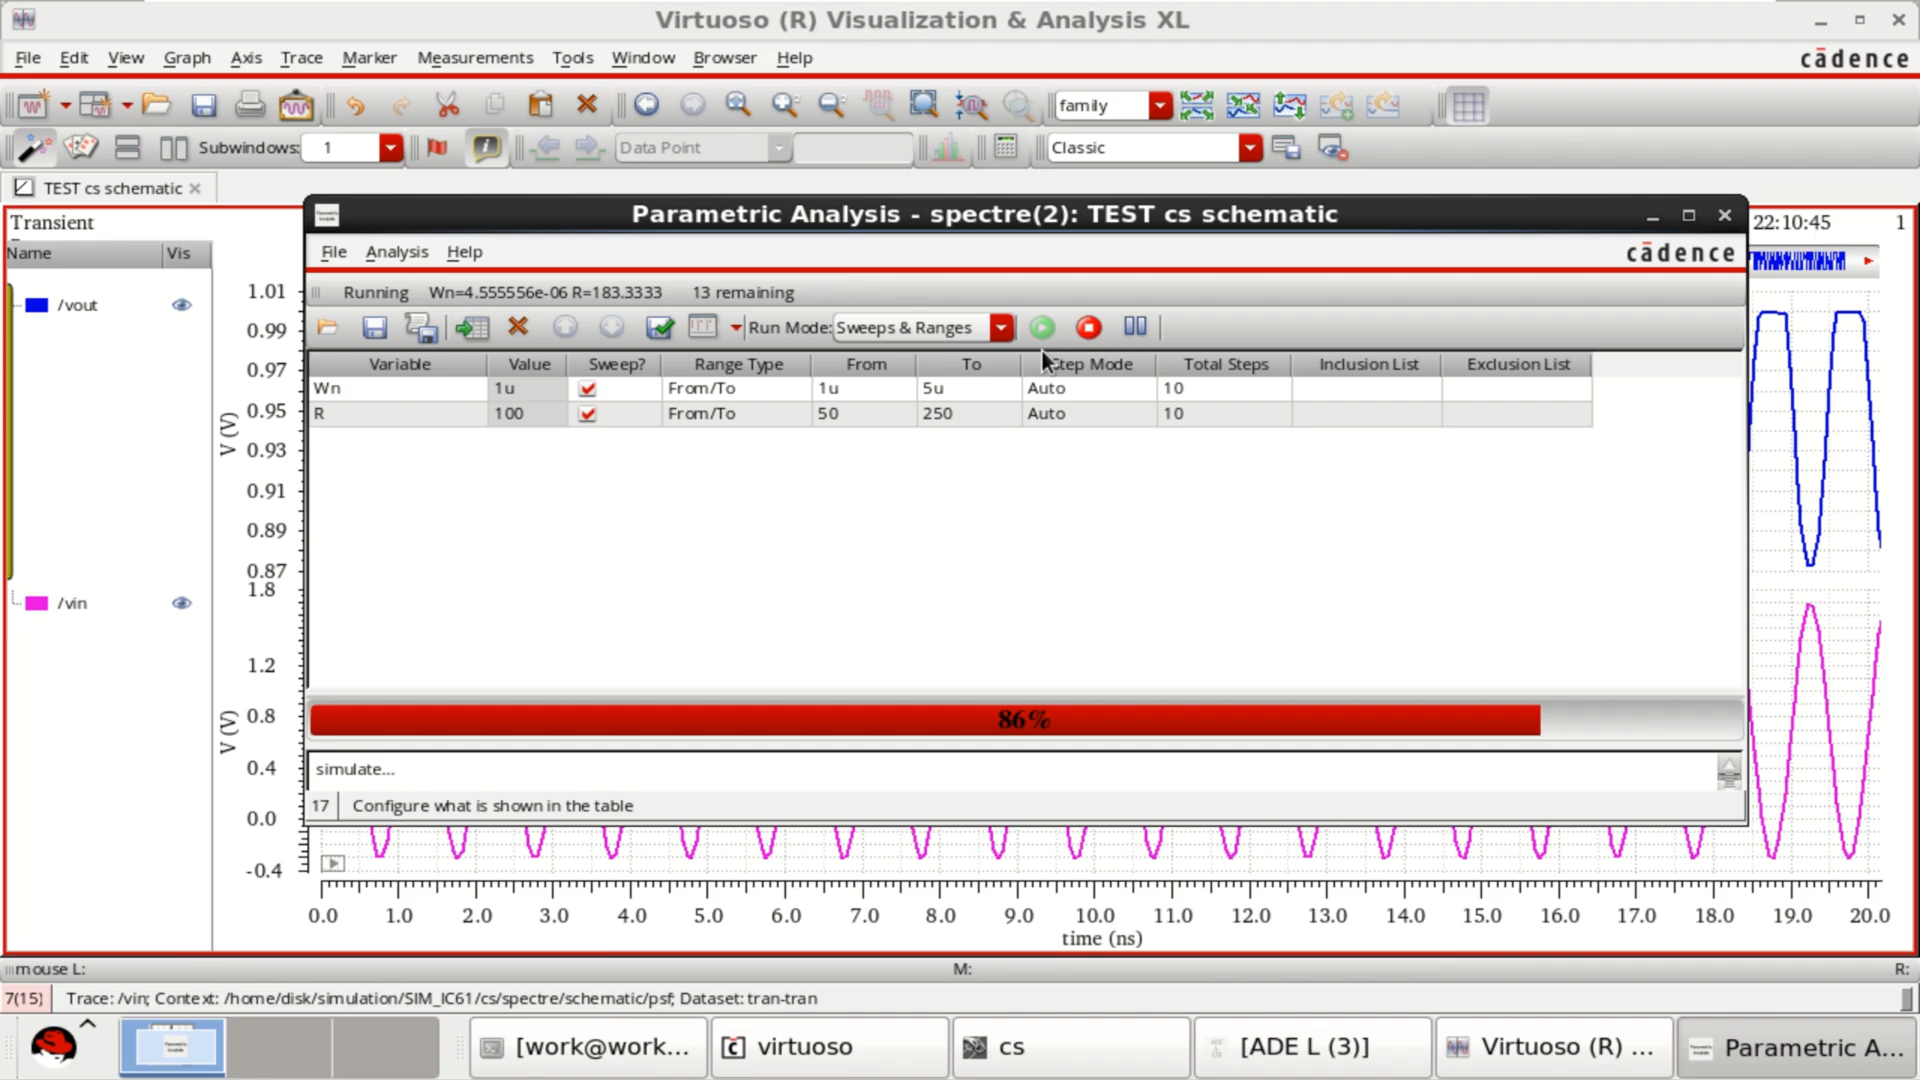 Virtuoso (R) Visualization & Analysis XL
File Edit View Graph Axis Trace Marker Measurements Tools Window Browser Help cādence
family
Subwindows: 1 Data Point Classic
TEST cs schematic
Transient 22:10:45 1
Name Vis
/vout
/vin
Parametric Analysis - spectre(2): TEST cs schematic
File Analysis Help cādence
Running Wn=4.555556e-06 R=183.3333 13 remaining
Run Mode: Sweeps & Ranges
Variable Value Sweep? Range Type From To Step Mode Total Steps Inclusion List Exclusion List
Wn 1u From/To 1u 5u Auto 10
R 100 From/To 50 250 Auto 10
86%
simulate...
17 Configure what is shown in the table
1.01
0.99
0.97
0.95
0.93
0.91
0.89
0.87
V (V)
1.8
1.2
0.8
0.4
0.0
-0.4
V (V)
0.0 1.0 2.0 3.0 4.0 5.0 6.0 7.0 8.0 9.0 10.0 11.0 12.0 13.0 14.0 15.0 16.0 17.0 18.0 19.0 20.0
time (ns)
mouse L: M: R:
7(15) Trace: /vin; Context: /home/disk/simulation/SIM_IC61/cs/spectre/schematic/psf; Dataset: tran-tran
[work@work... virtuoso cs [ADE L (3)] Virtuoso (R) ... Parametric A...